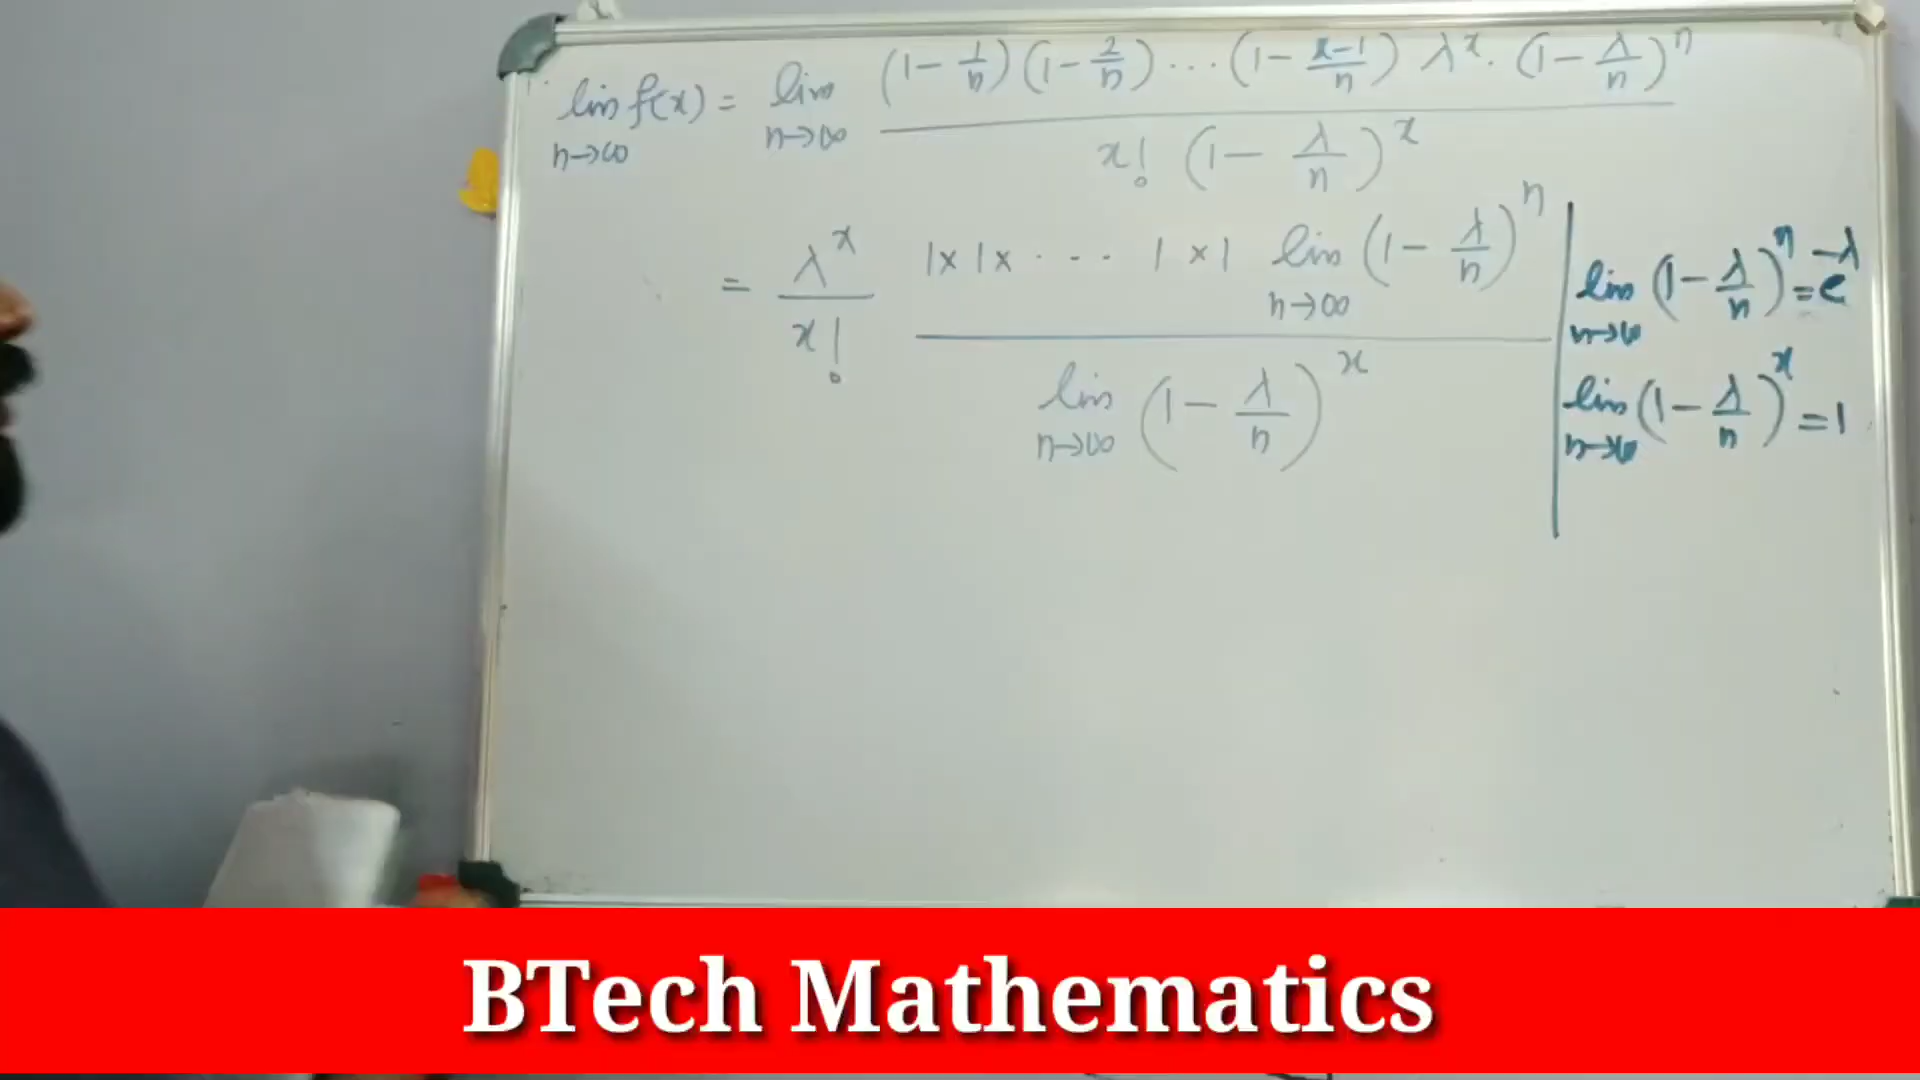 lim n→∞ f(x) = lim n→∞ (1 − 1/n)(1 − 2/n) ... (1 − (x−1)/n) λ^x · (1 − λ/n)^n / x! (1 − λ/n)^x
= λ^x / x! 1 × 1 × · · · · 1 × 1 lim n→∞ (1 − λ/n)^n / lim n→∞ (1 − λ/n)^x
lim n→∞ (1 − λ/n)^n = e^−λ
lim n→∞ (1 − λ/n)^x = 1
BTech Mathematics